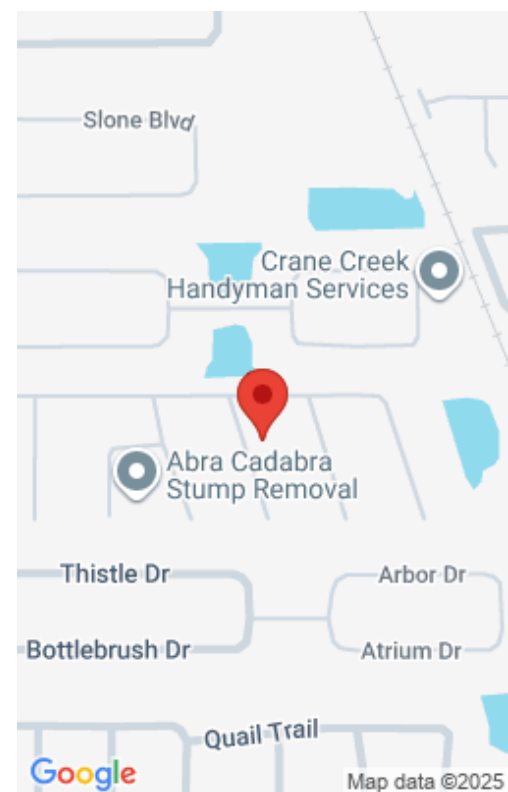 Slone Blvd
Crane Creek
Handyman Services
Abra Cadabra
Stump Removal
Thistle Dr
Arbor Dr
Bottlebrush Dr
Atrium Dr
Quail Trail
Google
Map data ©2025